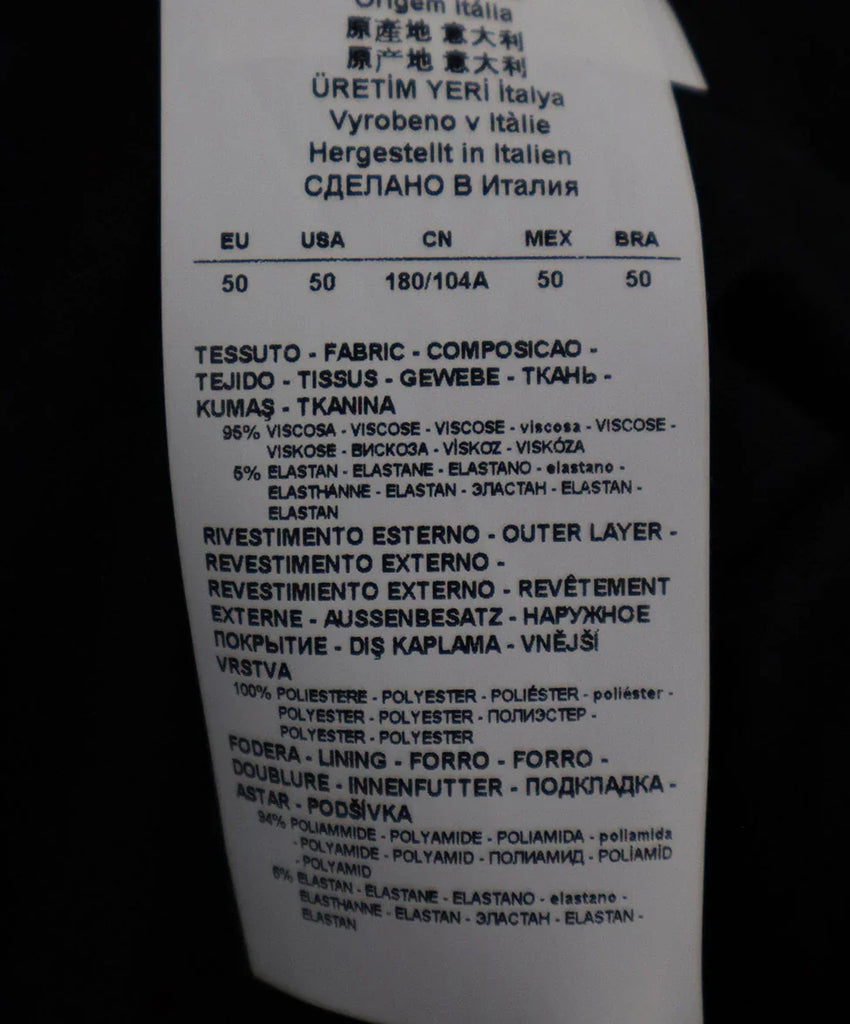 Origem Itália
原產地 意大利
原产地 意大利
ÜRETİM YERİ İtalya
Vyrobeno v Itàlie
Hergestellt in Italien
СДЕЛАНО В Италия
EU USA CN MEX BRA
50 50 180/104A 50 50
TESSUTO - FABRIC - COMPOSICAO -
TEJIDO - TISSUS - GEWEBE - ТКАНЬ -
KUMAŞ - TKANINA
95% VISCOSA - VISCOSE - VISCOSE - viscosa - VISCOSE -
VISKOSE - ВИСКОЗА - VİSKOZ - VISKÓZA
5% ELASTAN - ELASTANE - ELASTANO - elastano -
ELASTHANNE - ELASTAN - ЭЛАСТАН - ELASTAN -
ELASTAN
RIVESTIMENTO ESTERNO - OUTER LAYER -
REVESTIMENTO EXTERNO -
REVESTIMIENTO EXTERNO - REVÊTEMENT
EXTERNE - AUSSENBESATZ - НАРУЖНОЕ
ПОКРЫТИЕ - DIŞ KAPLAMA - VNĚJŠÍ
VRSTVA
100% POLIESTERE - POLYESTER - POLIÉSTER - poliéster -
POLYESTER - POLYESTER - ПОЛИЭСТЕР -
POLYESTER - POLYESTER
FODERA - LINING - FORRO - FORRO -
DOUBLURE - INNENFUTTER - ПОДКЛАДКА -
ASTAR - PODŠÍVKA
94% POLIAMMIDE - POLYAMIDE - POLIAMIDA - poliamida
- POLYAMIDE - POLYAMID - ПОЛИАМИД - POLİAMİD
- POLYAMID
6% ELASTAN - ELASTANE - ELASTANO - elastano -
ELASTHANNE - ELASTAN - ЭЛАСТАН - ELASTAN -
ELASTAN